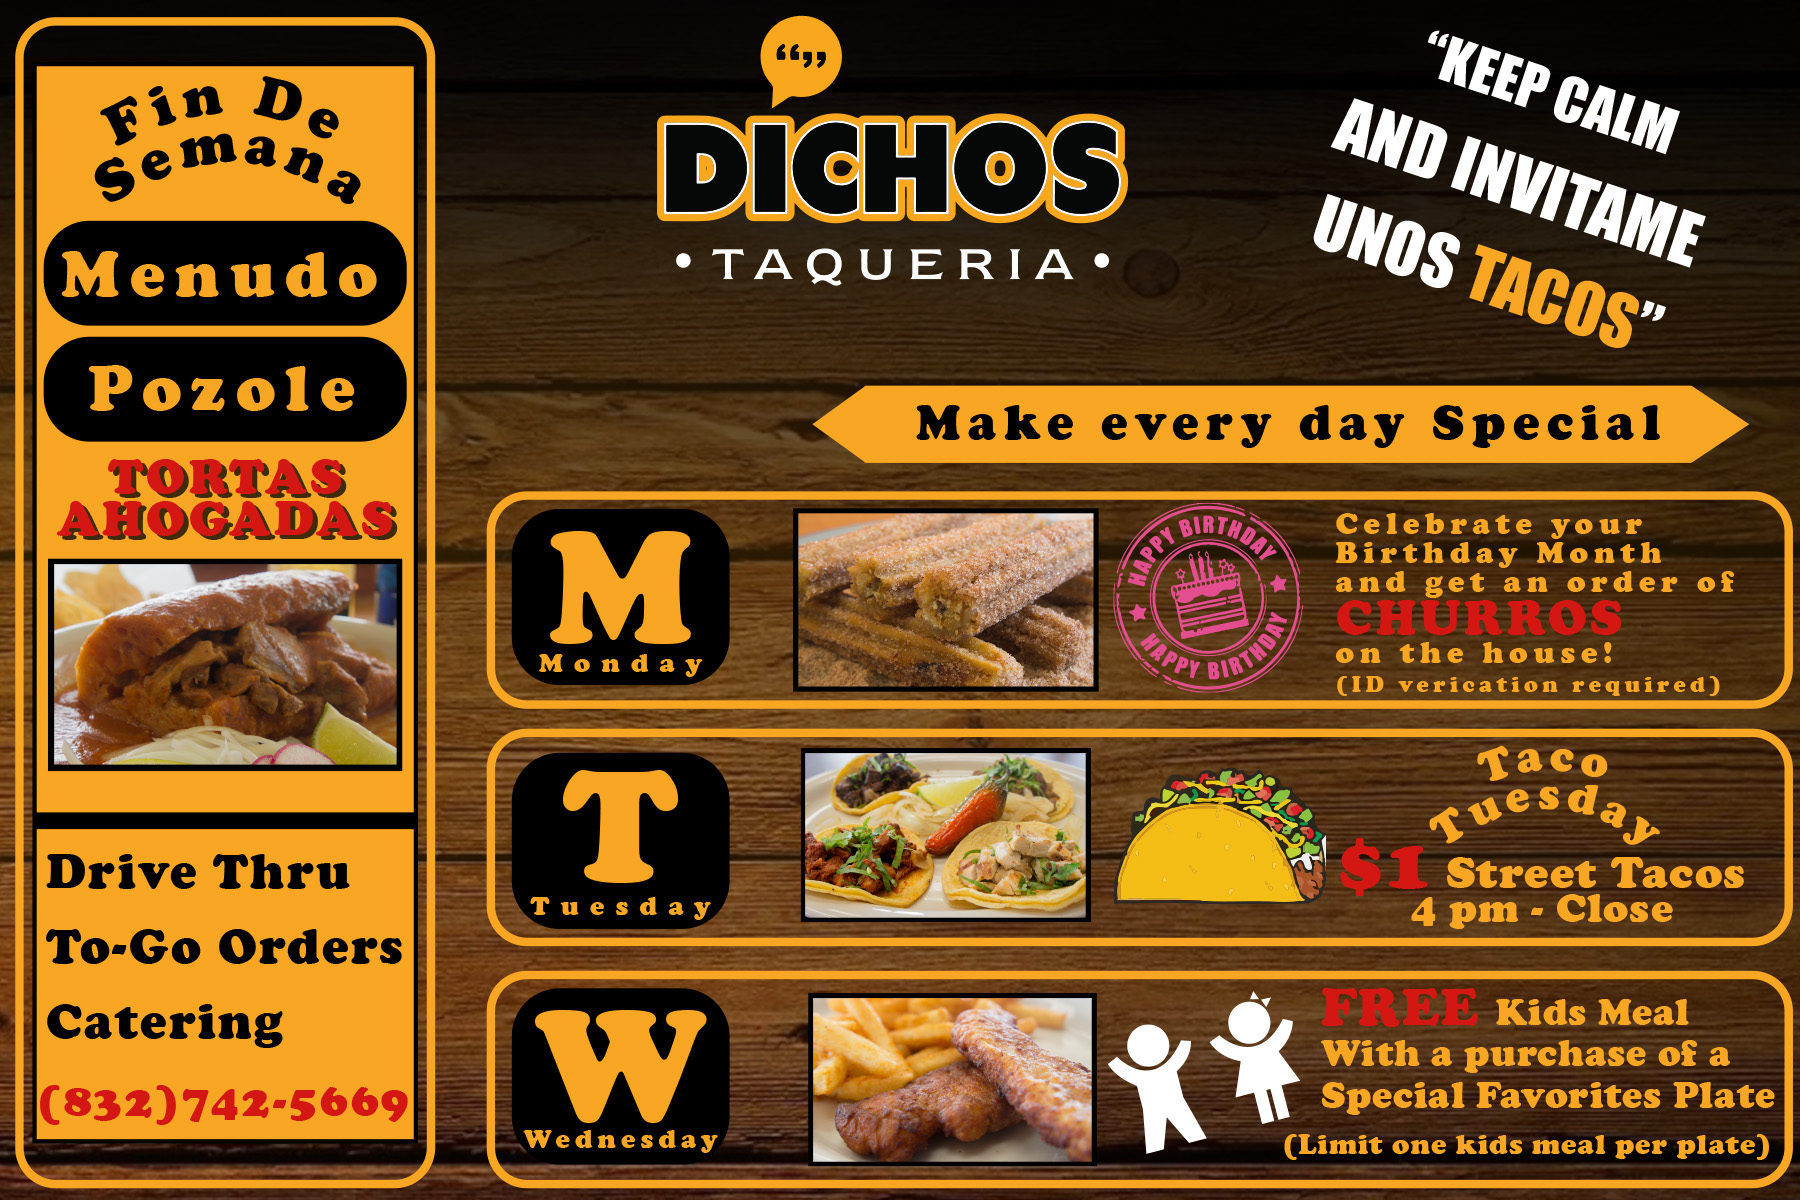 Fin De
Semana
Menudo
Pozole
TORTAS
AHOGADAS
Drive Thru
To-Go Orders
Catering
(832)742-5669
“”
DICHOS
• TAQUERIA •
“KEEP CALM
AND INVITAME
UNOS TACOS”
Make every day Special
M
Monday
HAPPY BIRTHDAY
HAPPY BIRTHDAY
Celebrate your
Birthday Month
and get an order of
CHURROS
on the house!
(ID verication required)
T
Tuesday
Taco
Tuesday
$1 Street Tacos
4 pm - Close
W
Wednesday
FREE Kids Meal
With a purchase of a
Special Favorites Plate
(Limit one kids meal per plate)